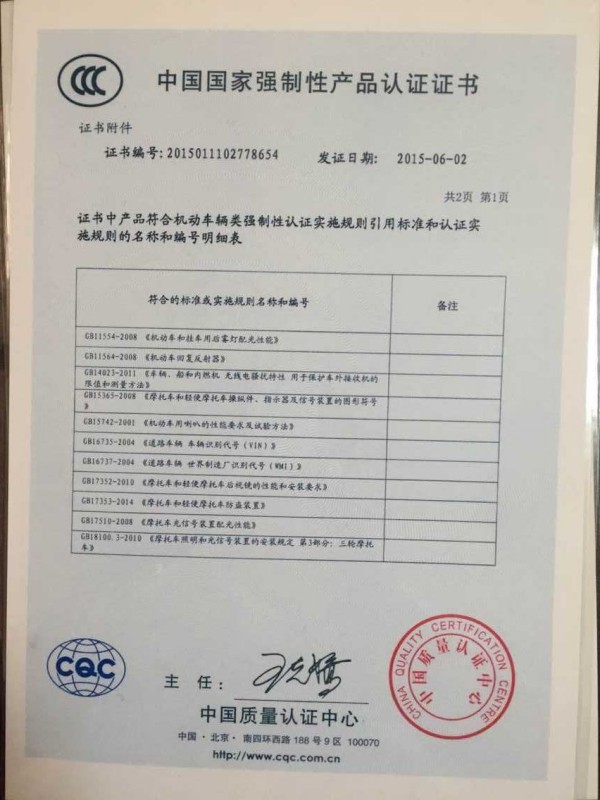 CCC
中国国家强制性产品认证证书
证书附件
证书编号:2015011102778654 发证日期: 2015-06-02
共2页 第1页
证书中产品符合机动车辆类强制性认证实施规则引用标准和认证实
施规则的名称和编号明细表
符合的标准或实施规则名称和编号 备注
GB11554-2008 《机动车和挂车用后雾灯配光性能》
GB11564-2008 《机动车回复反射器》
GB14023-2011 《车辆、船和内燃机 无线电骚扰特性 用于保护车外接收机的
限值和测量方法》
GB15365-2008 《摩托车和轻便摩托车操纵件、指示器及信号装置的图形符号
》
GB15742-2001 《机动车用喇叭的性能要求及试验方法》
GB16735-2004 《道路车辆 车辆识别代号(VIN)》
GB16737-2004 《道路车辆 世界制造厂识别代号(WMI)》
GB17352-2010 《摩托车和轻便摩托车后视镜的性能和安装要求》
GB17353-2014 《摩托车和轻便摩托车防盗装置》
GB17510-2008 《摩托车光信号装置配光性能》
GB18100.3-2010 《摩托车照明和光信号装置的安装规定 第3部分: 三轮摩托
车》
CQC
主 任:
中国质量认证中心
中国·北京·南四环西路 188 号 9 区 100070
http://www.cqc.com.cn
CHINA QUALITY CERTIFICATION CENTRE
中国质量认证中心